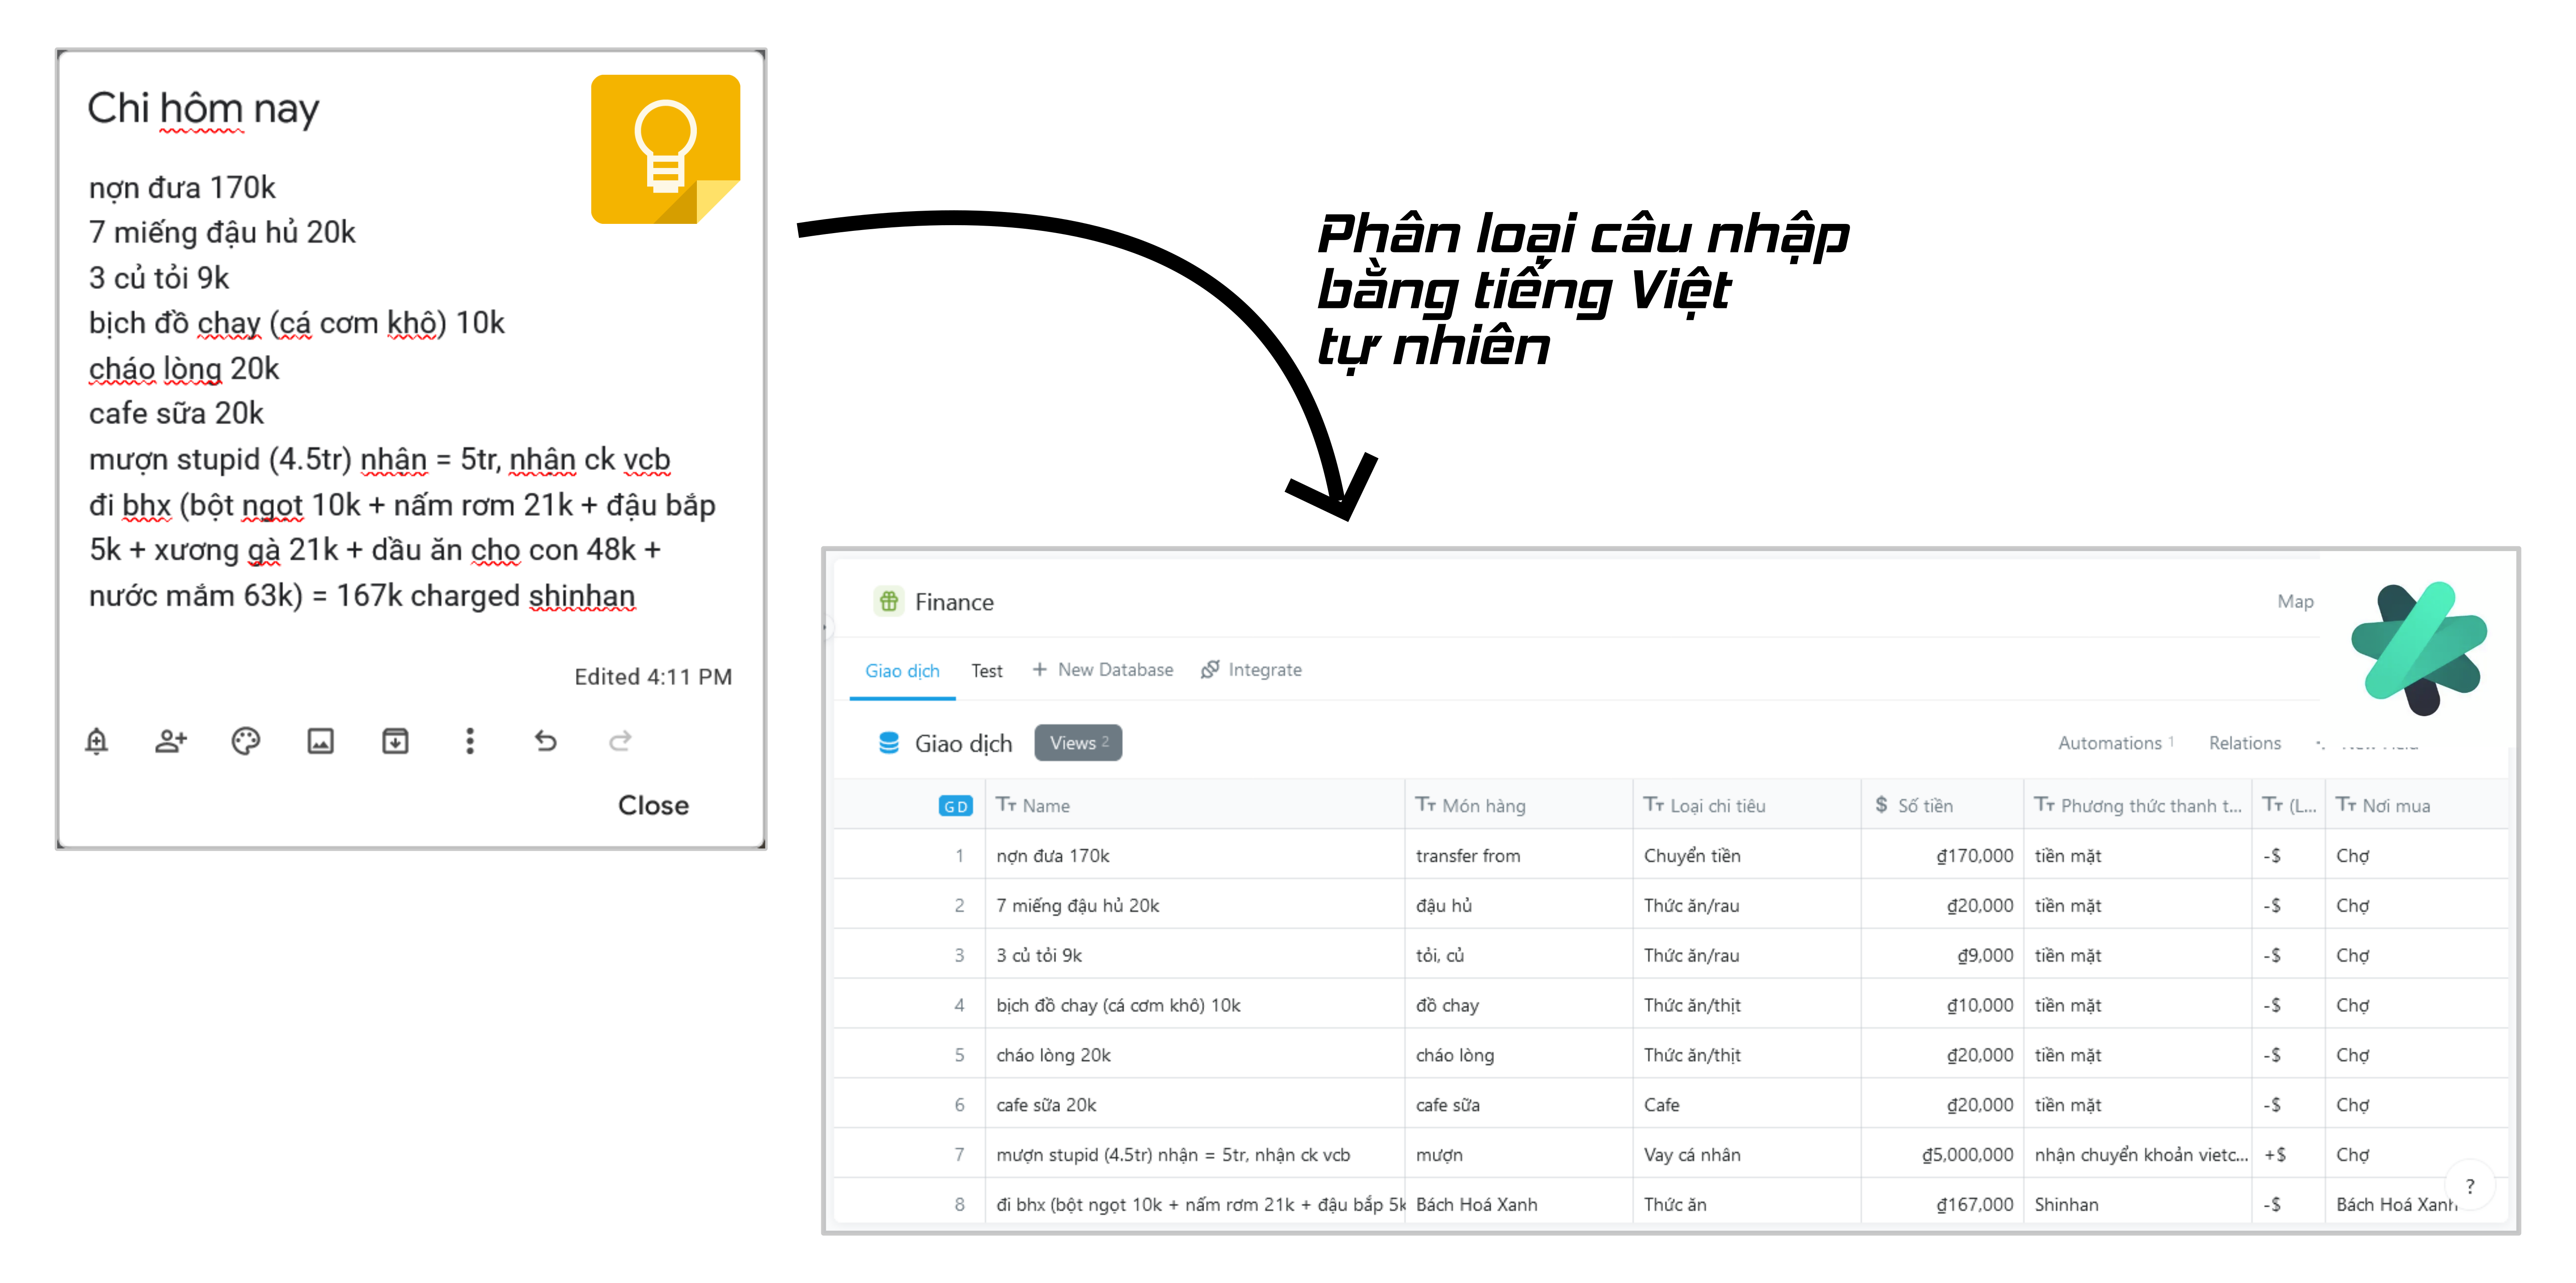 Chi hôm nay
nợn đưa 170k
7 miếng đậu hủ 20k
3 củ tỏi 9k
bịch đồ chay (cá cơm khô) 10k
cháo lòng 20k
cafe sữa 20k
mượn stupid (4.5tr) nhận = 5tr, nhận ck vcb
đi bhx (bột ngọt 10k + nấm rơm 21k + đậu bắp
5k + xương gà 21k + dầu ăn cho con 48k +
nước mắm 63k) = 167k charged shinhan
Edited 4:11 PM
Close
Phân loại câu nhập
bằng tiếng Việt
tự nhiên
Finance Map
Giao dịch Test + New Database Integrate
Giao dịch Views 2 Automations 1 Relations
GD Tт Name Tт Món hàng Tт Loại chi tiêu $ Số tiền Tт Phương thức thanh t... Tт (L... Tт Nơi mua
1 nợn đưa 170k transfer from Chuyển tiền ₫170,000 tiền mặt -$ Chợ
2 7 miếng đậu hủ 20k đậu hủ Thức ăn/rau ₫20,000 tiền mặt -$ Chợ
3 3 củ tỏi 9k tỏi, củ Thức ăn/rau ₫9,000 tiền mặt -$ Chợ
4 bịch đồ chay (cá cơm khô) 10k đồ chay Thức ăn/thịt ₫10,000 tiền mặt -$ Chợ
5 cháo lòng 20k cháo lòng Thức ăn/thịt ₫20,000 tiền mặt -$ Chợ
6 cafe sữa 20k cafe sữa Cafe ₫20,000 tiền mặt -$ Chợ
7 mượn stupid (4.5tr) nhận = 5tr, nhận ck vcb mượn Vay cá nhân ₫5,000,000 nhận chuyển khoản vietc... +$ Chợ
8 đi bhx (bột ngọt 10k + nấm rơm 21k + đậu bắp 5k Bách Hoá Xanh Thức ăn ₫167,000 Shinhan -$ Bách Hoá Xanh
?